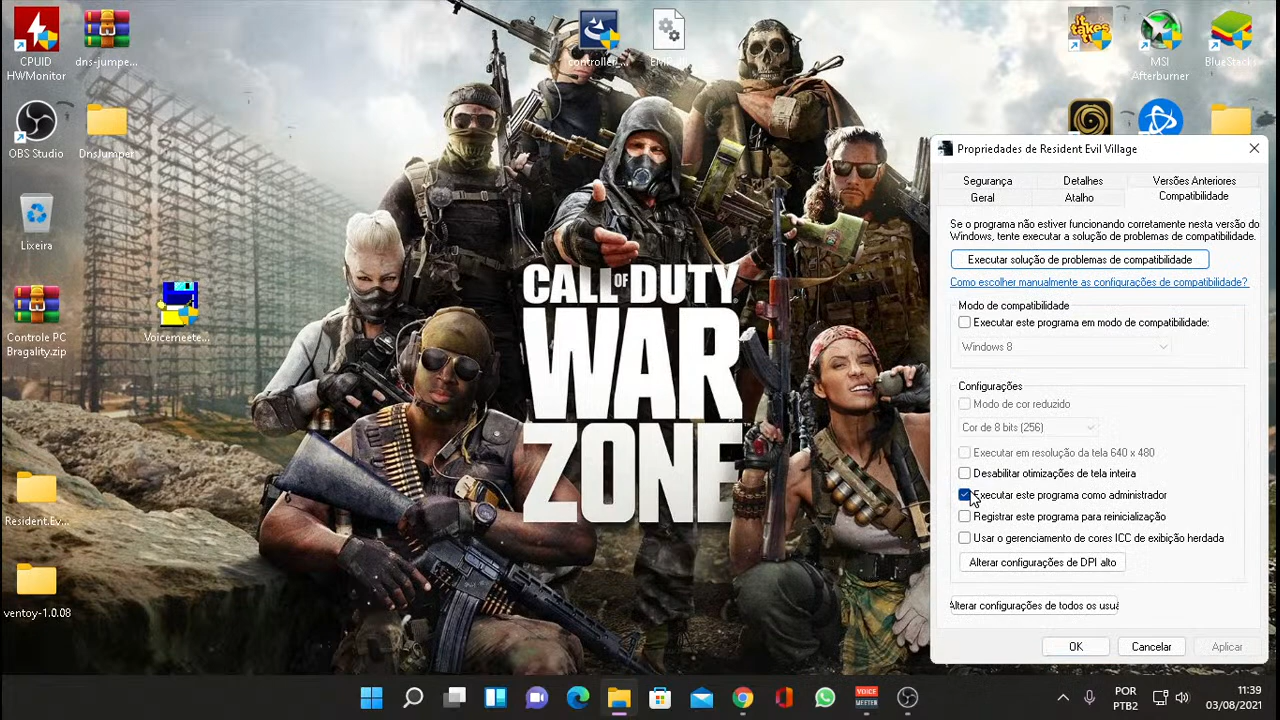 CPUID
HWMonitor
dns-jumpe...
controller_...
MSI
Afterburner
BlueStacks
OBS Studio
DnsJumper
Lixeira
Controle PC
Bragality.zip
Voicemeete...
Resident.Ev...
ventoy-1.0.08
it takes
CALL OF DUTY
WAR
ZONE
Propriedades de Resident Evil Village
Segurança
Detalhes
Versões Anteriores
Geral
Atalho
Compatibilidade
Se o programa não estiver funcionando corretamente nesta versão do
Windows, tente executar a solução de problemas de compatibilidade.
Executar solução de problemas de compatibilidade
Como escolher manualmente as configurações de compatibilidade?
Modo de compatibilidade
Executar este programa em modo de compatibilidade:
Windows 8
Configurações
Modo de cor reduzido
Cor de 8 bits (256)
Executar em resolução da tela 640 x 480
Desabilitar otimizações de tela inteira
Executar este programa como administrador
Registrar este programa para reinicialização
Usar o gerenciamento de cores ICC de exibição herdada
Alterar configurações de DPI alto
Alterar configurações de todos os usuá
OK
Cancelar
Aplicar
VOICE
MEETER
POR
PTB2
11:39
03/08/2021